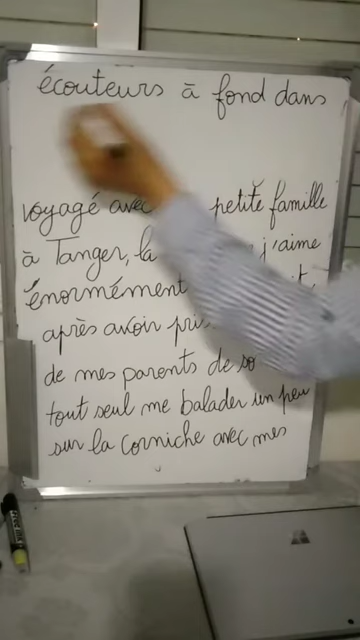 écouteurs à fond dans
voyagé avec petite famille
à Tanger, la j'aime
énormément
après avoir
de mes parents de
tout seul me balader un peu
sur la corniche avec mes